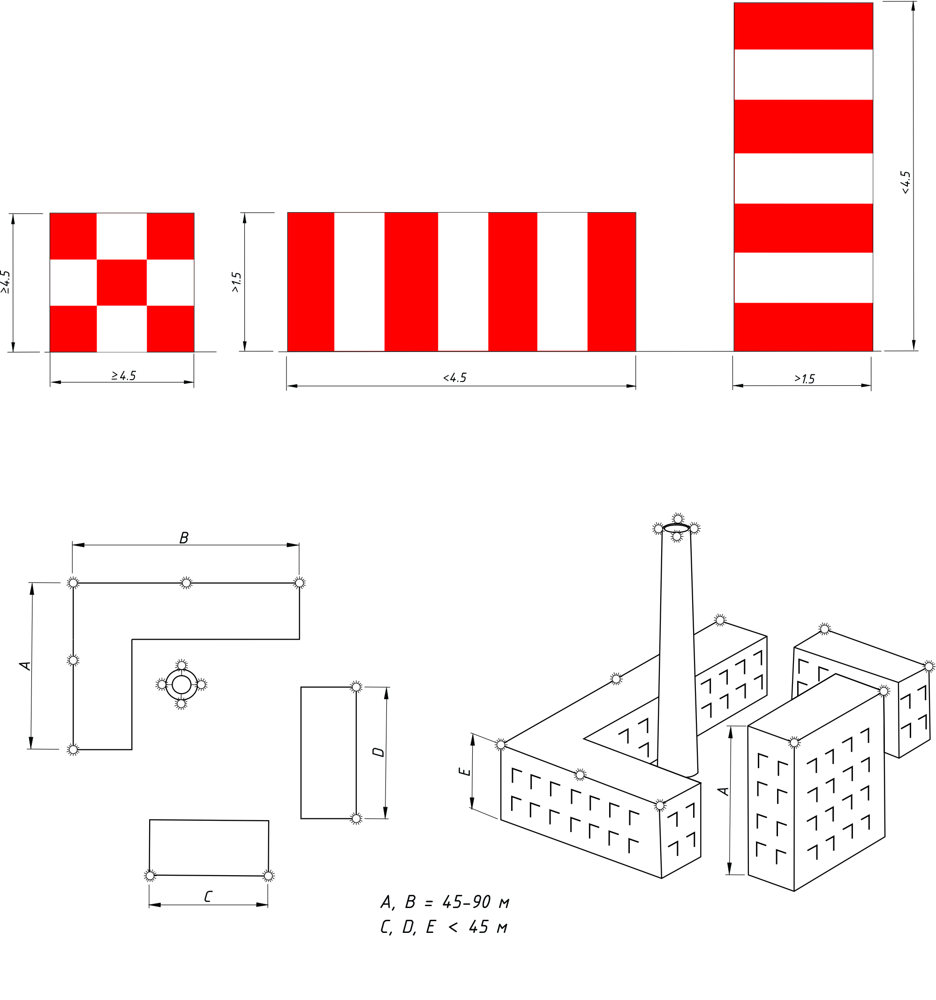 <4.5
≥4.5
>1.5
≥4.5
<4.5
>1.5
B
A
D
E
A
C
A, B = 45-90 м
C, D, E < 45 м